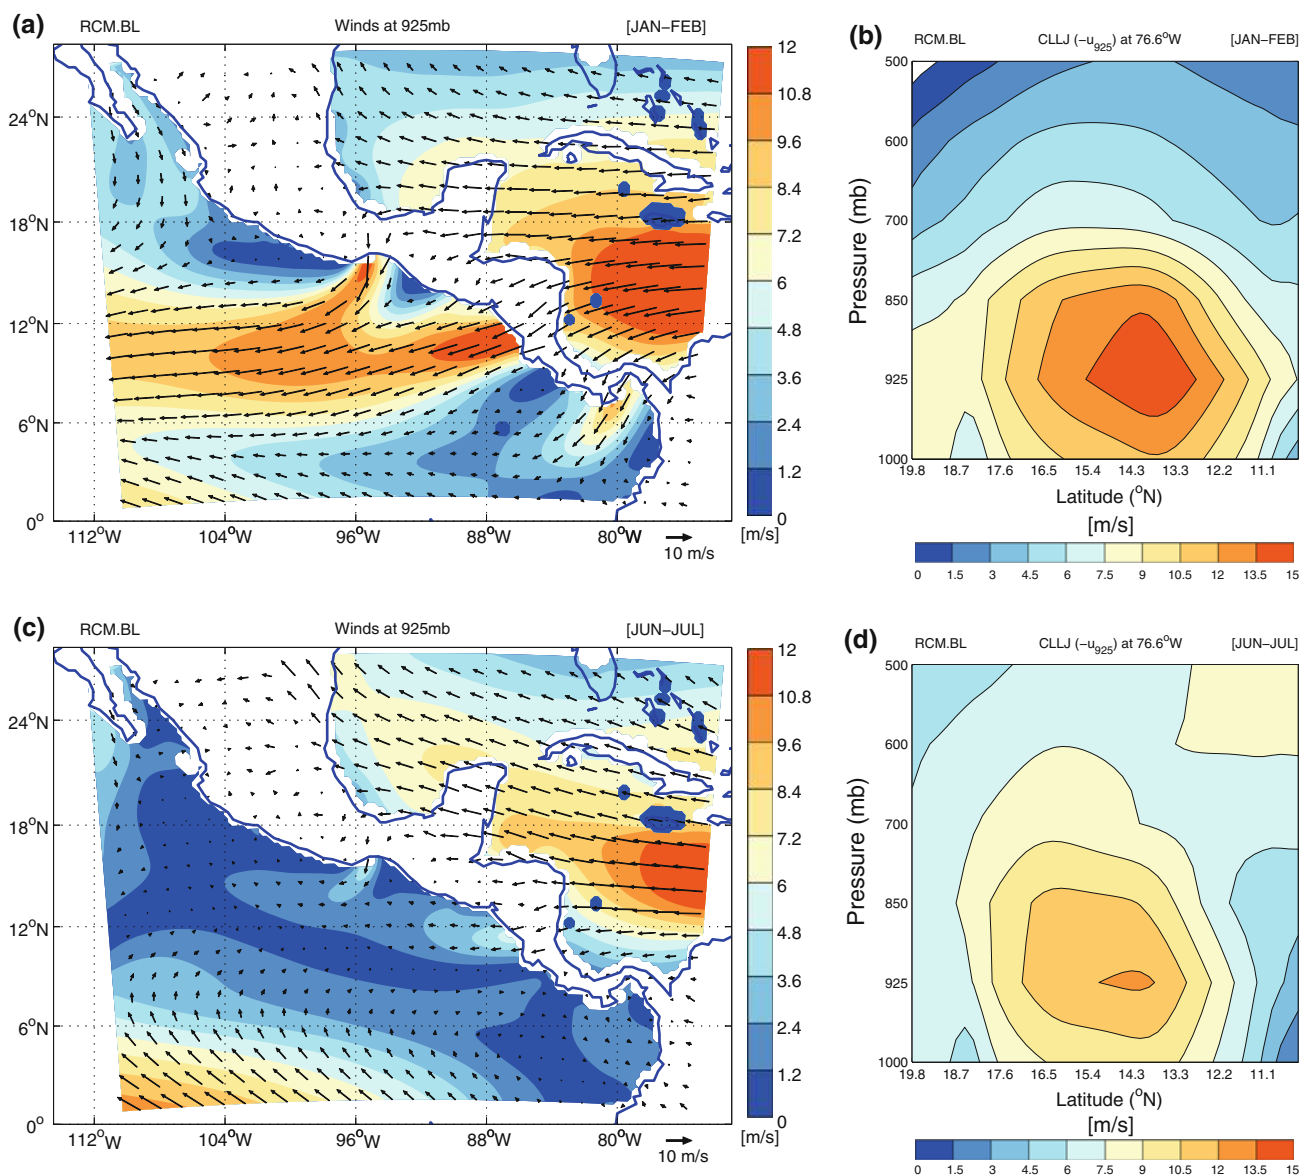 (a) RCM.BL Winds at 925mb [JAN–FEB]
24°N
18°N
12°N
6°N
0°
112°W 104°W 96°W 88°W 80°W
10 m/s
12
10.8
9.6
8.4
7.2
6
4.8
3.6
2.4
1.2
0
[m/s]
(b) RCM.BL CLLJ (−u925) at 76.6°W [JAN–FEB]
Pressure (mb)
500
600
700
850
925
1000
19.8 18.7 17.6 16.5 15.4 14.3 13.3 12.2 11.1
Latitude (°N)
[m/s]
0 1.5 3 4.5 6 7.5 9 10.5 12 13.5 15
(c) RCM.BL Winds at 925mb [JUN–JUL]
24°N
18°N
12°N
6°N
0°
112°W 104°W 96°W 88°W 80°W
10 m/s
12
10.8
9.6
8.4
7.2
6
4.8
3.6
2.4
1.2
0
[m/s]
(d) RCM.BL CLLJ (−u925) at 76.6°W [JUN–JUL]
Pressure (mb)
500
600
700
850
925
1000
19.8 18.7 17.6 16.5 15.4 14.3 13.3 12.2 11.1
Latitude (°N)
[m/s]
0 1.5 3 4.5 6 7.5 9 10.5 12 13.5 15